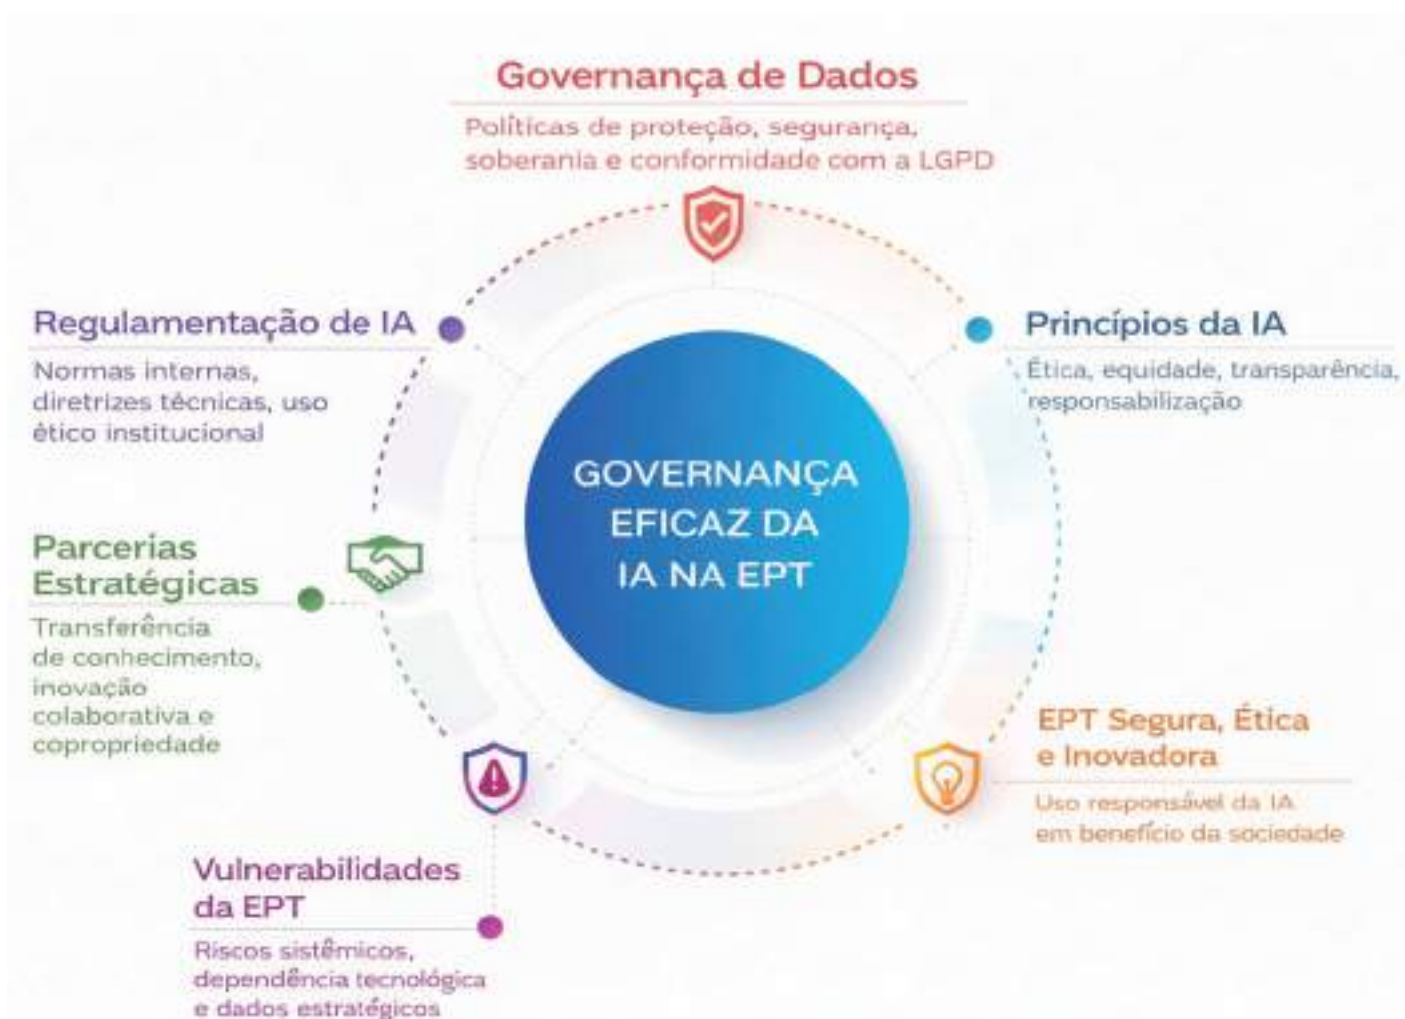 Governança de Dados
Políticas de proteção, segurança,
soberania e conformidade com a LGPD
Regulamentação de IA
Normas internas,
diretrizes técnicas, uso
ético institucional
Princípios da IA
Ética, equidade, transparência,
responsabilização
GOVERNANÇA
EFICAZ DA
IA NA EPT
Parcerias
Estratégicas
Transferência
de conhecimento,
inovação
colaborativa e
copropriedade
EPT Segura, Ética
e Inovadora
Uso responsável da IA
em benefício da sociedade
Vulnerabilidades
da EPT
Riscos sistêmicos,
dependência tecnológica
e dados estratégicos